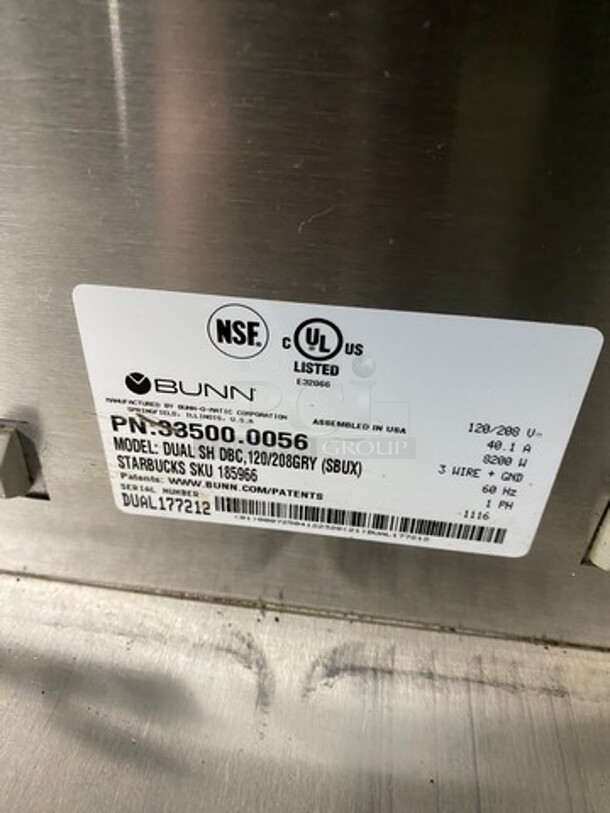 NSF®
C UL US
LISTED
E32066
BUNN®
MANUFACTURED BY BUNN-O-MATIC CORPORATION
SPRINGFIELD, ILLINOIS, U.S.A
ASSEMBLED IN USA
PN:33500.0056
MODEL: DUAL SH DBC,120/208GRY (SBUX)
STARBUCKS SKU 185966
Patents: WWW.BUNN.COM/PATENTS
SERIAL NUMBER
DUAL177212
120/208 V~
40.1 A
8200 W
3 WIRE + GND
60 Hz
1 PH
1116
GROUP